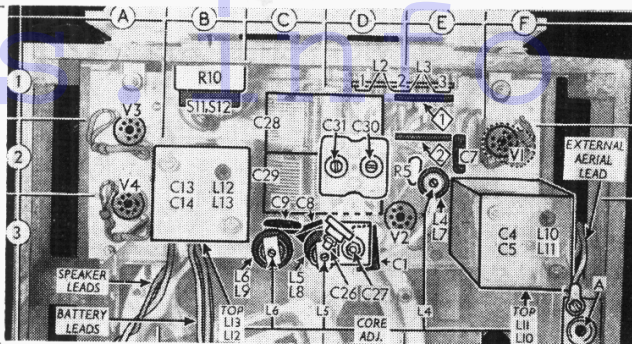 A B C D E F
1
2
3
R10
S11,S12
L2
L3
1 2 3
1
2
V3
V4
C28
C29
C31
C30
C7
R5
V1
EXTERNAL
AERIAL
LEAD
C13 L12
C14 L13
C9
C8
V2
L4
L7
C4 L10
C5 L11
L6
L9
L5
L8
C26
C27
C1
A
SPEAKER
LEADS
BATTERY
LEADS
TOP
L13
L12
L6
L5
L4
CORE
ADJ.
TOP
L11
L10
s.info